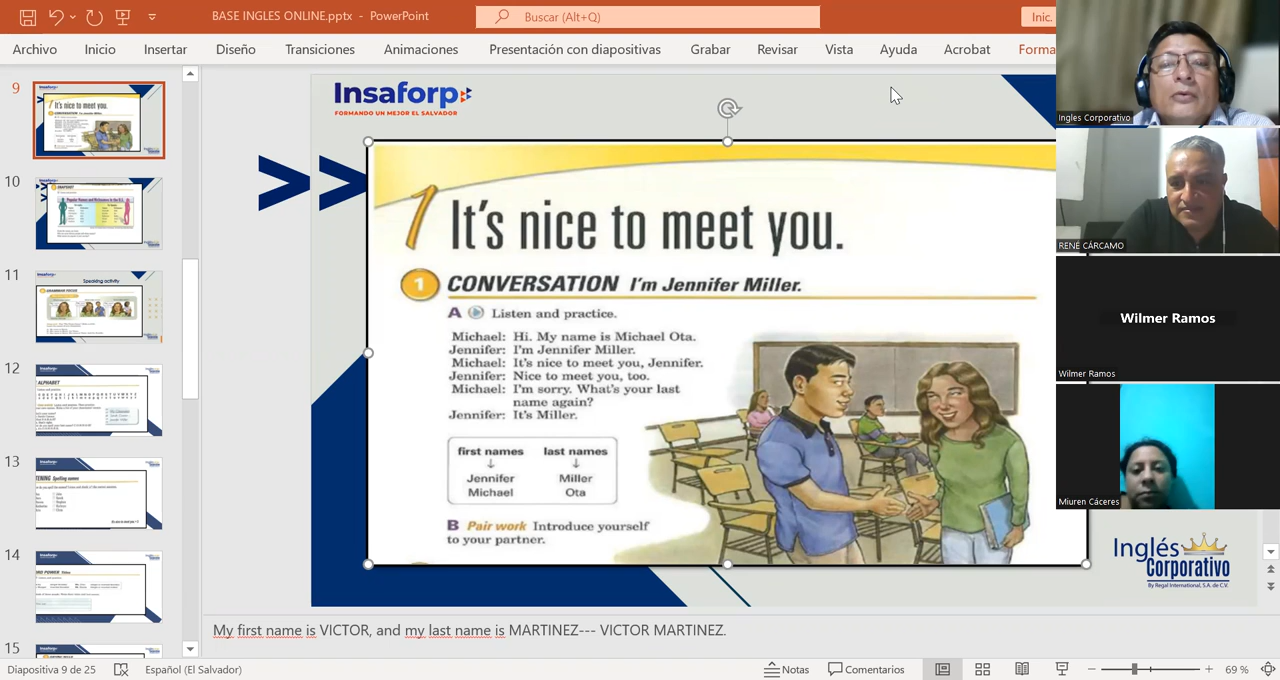 BASE INGLES ONLINE.pptx - PowerPoint
Buscar (Alt+Q)
Inic.
Archivo Inicio Insertar Diseño Transiciones Animaciones Presentación con diapositivas Grabar Revisar Vista Ayuda Acrobat Forma
9
10
11
12
13
14
15
Speaking activity
ALPHABET
Insaforp
FORMANDO UN MEJOR EL SALVADOR
1 It's nice to meet you.
1 CONVERSATION I'm Jennifer Miller.
A Listen and practice.
Michael: Hi. My name is Michael Ota.
Jennifer: I'm Jennifer Miller.
Michael: It's nice to meet you, Jennifer.
Jennifer: Nice to meet you, too.
Michael: I'm sorry. What's your last
name again?
Jennifer: It's Miller.
first names last names
↓ ↓
Jennifer Miller
Michael Ota
B Pair work Introduce yourself
to your partner.
Inglés
Corporativo
By Regal International, S.A. de C.V.
Ingles Corporativo
RENÉ CÁRCAMO
Wilmer Ramos
Wilmer Ramos
Miuren Cáceres
My first name is VICTOR, and my last name is MARTINEZ--- VICTOR MARTINEZ.
Diapositiva 9 de 25 Español (El Salvador) Notas Comentarios 69 %